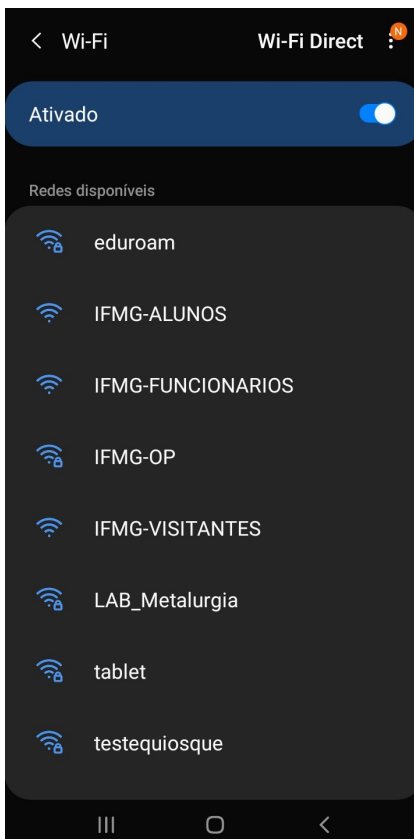 Wi-Fi Wi-Fi Direct N
Ativado
Redes disponíveis
eduroam
IFMG-ALUNOS
IFMG-FUNCIONARIOS
IFMG-OP
IFMG-VISITANTES
LAB_Metalurgia
tablet
testequiosque